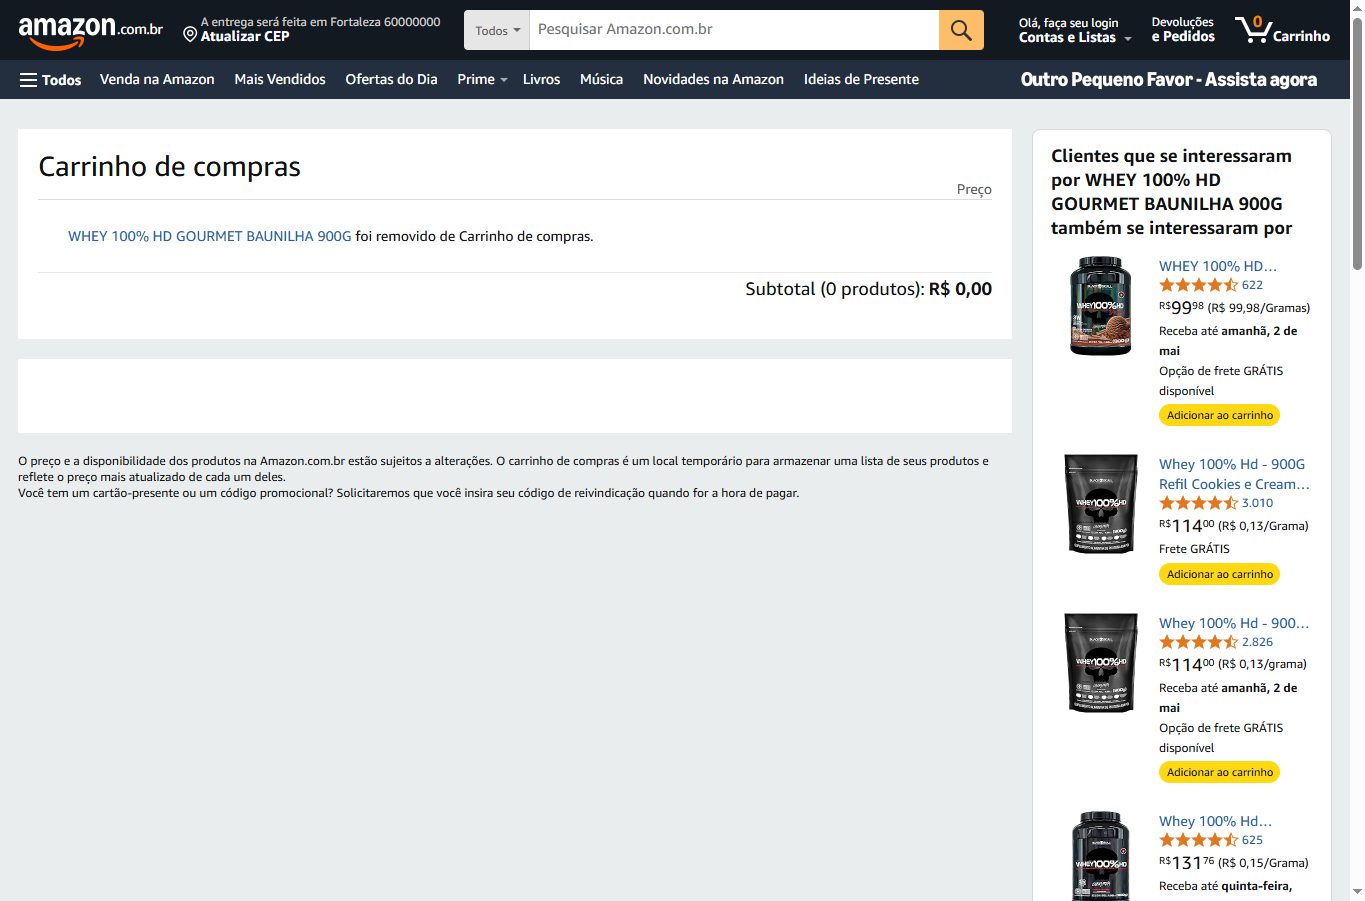 amazon.com.br
A entrega será feita em Fortaleza 60000000
Atualizar CEP
Todos
Pesquisar Amazon.com.br
Olá, faça seu login
Contas e Listas
Devoluções
e Pedidos
0
Carrinho
Todos
Venda na Amazon
Mais Vendidos
Ofertas do Dia
Prime
Livros
Música
Novidades na Amazon
Ideias de Presente
Outro Pequeno Favor - Assista agora
Carrinho de compras
Preço
WHEY 100% HD GOURMET BAUNILHA 900G foi removido de Carrinho de compras.
Subtotal (0 produtos): R$ 0,00
O preço e a disponibilidade dos produtos na Amazon.com.br estão sujeitos a alterações. O carrinho de compras é um local temporário para armazenar uma lista de seus produtos e
reflete o preço mais atualizado de cada um deles.
Você tem um cartão-presente ou um código promocional? Solicitaremos que você insira seu código de reivindicação quando for a hora de pagar.
Clientes que se interessaram
por WHEY 100% HD
GOURMET BAUNILHA 900G
também se interessaram por
WHEY 100% HD…
622
R$9998 (R$ 99,98/Gramas)
Receba até amanhã, 2 de
mai
Opção de frete GRÁTIS
disponível
Adicionar ao carrinho
WHEY100%HD
Whey 100% Hd - 900G
Refil Cookies e Cream…
3.010
R$11400 (R$ 0,13/Grama)
Frete GRÁTIS
Adicionar ao carrinho
WHEY100%HD
Whey 100% Hd - 900…
2.826
R$11400 (R$ 0,13/grama)
Receba até amanhã, 2 de
mai
Opção de frete GRÁTIS
disponível
Adicionar ao carrinho
WHEY100%HD
Whey 100% Hd…
625
R$13176 (R$ 0,15/Grama)
Receba até quinta-feira,
WHEY100%HD